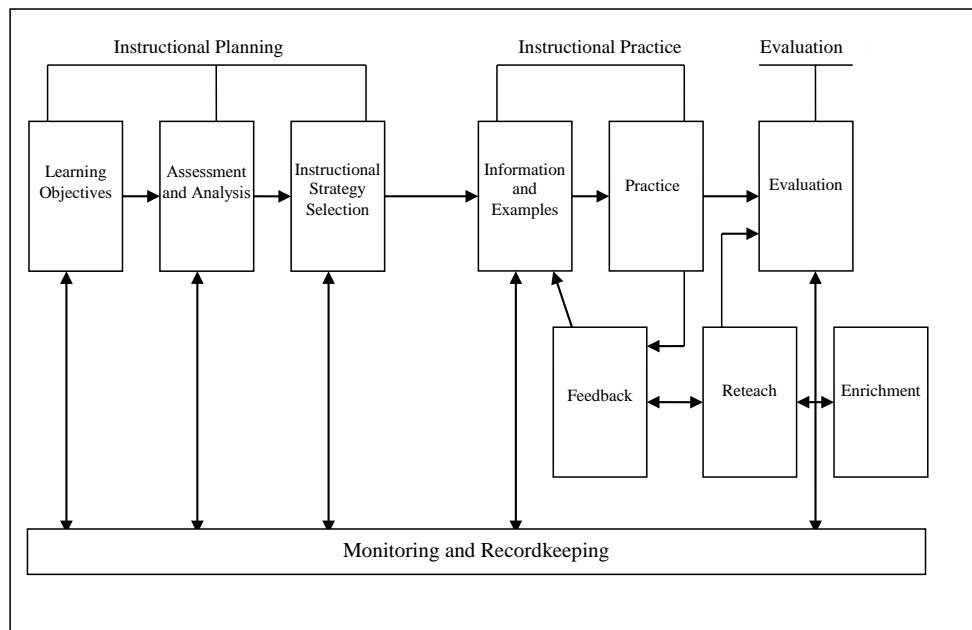 Instructional Planning
Instructional Practice
Evaluation
Learning
Objectives
Assessment
and Analysis
Instructional
Strategy
Selection
Information
and
Examples
Practice
Evaluation
Feedback
Reteach
Enrichment
Monitoring and Recordkeeping